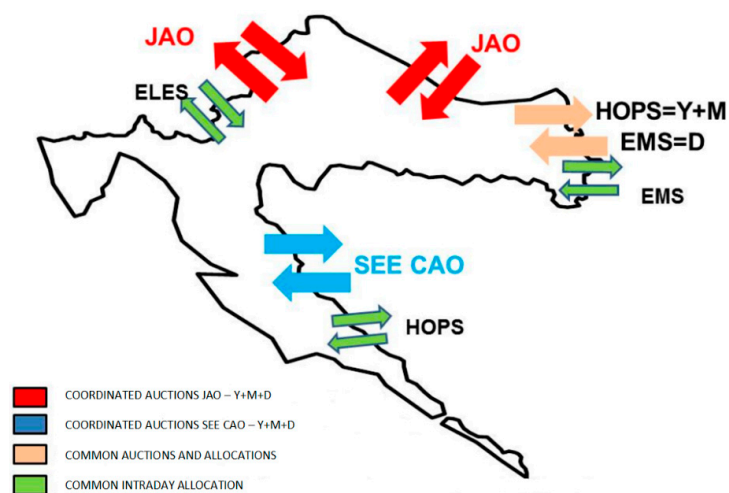 JAO
JAO
ELES
HOPS=Y+M
EMS=D
EMS
SEE CAO
HOPS
COORDINATED AUCTIONS JAO – Y+M+D
COORDINATED AUCTIONS SEE CAO – Y+M+D
COMMON AUCTIONS AND ALLOCATIONS
COMMON INTRADAY ALLOCATION